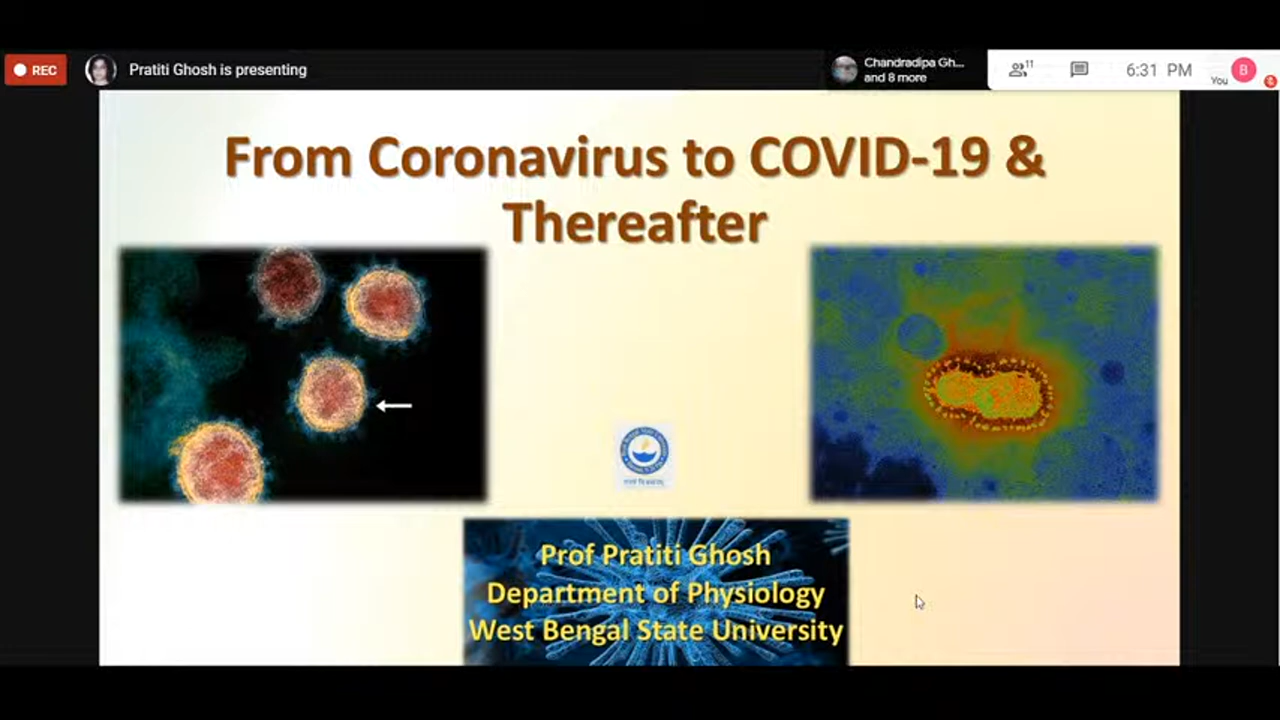 REC
Pratiti Ghosh is presenting
Chandradipa Gh...
and 8 more
11
You
B
6:31 PM
From Coronavirus to COVID-19 &
Thereafter
Prof Pratiti Ghosh
Department of Physiology
West Bengal State University